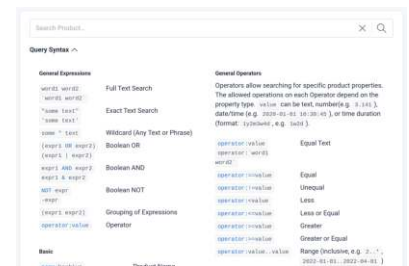 Search Product...
Query Syntax
General Expressions
word1 word2
`word1 word2`
Full Text Search
"some text"
'some text'
Exact Text Search
some * text
Wildcard (Any Text or Phrase)
(expr1 OR expr2)
(expr1 | expr2)
Boolean OR
expr1 AND expr2
expr1 & expr2
Boolean AND
NOT expr
-expr
Boolean NOT
(expr1 expr2)
Grouping of Expressions
operator:value
Operator
Basic
Product Name
General Operators
Operators allow searching for specific product properties.
The allowed operations on each Operator depend on the
property type. value can be text, number(e.g. 3.141 ),
date/time (e.g. 2020-01-01 16:30:45 ), or time duration
(format: 1y2m3w4d , e.g. 5w3d ).
operator:value
operator:`word1
word2`
Equal Text
operator:=value
Equal
operator:!=value
Unequal
operator:<value
Less
operator:<=value
Less or Equal
operator:>value
Greater
operator:>=value
Greater or Equal
operator:value..value
Range (inclusive, e.g. 2..* ,
2022-01-01..2022-04-01 )